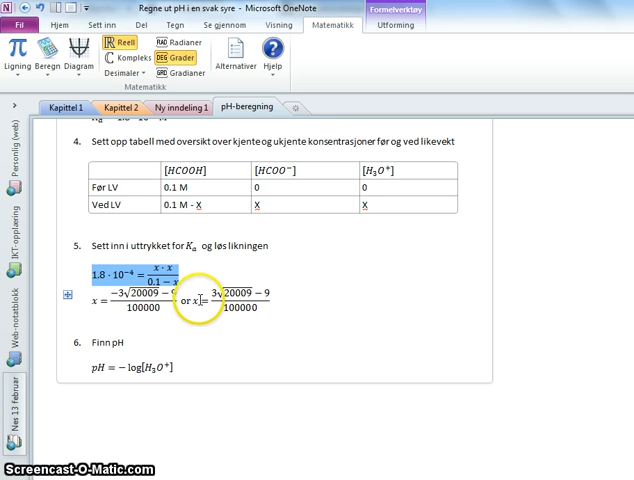 Regne ut pH i en svak syre - Microsoft OneNote
Formelverktøy
Fil Hjem Sett inn Del Tegn Se gjennom Visning Matematikk Utforming
Ligning Beregn Diagram
Reell
Kompleks
Desimaler
Radianer
Grader
Gradianer
Alternativer Hjelp
Matematikk
Kapittel 1 Kapittel 2 Ny inndeling 1 pH-beregning
Personlig (web)
IKT-opplæring
Web-notatblokk
Nes 13 februar
4. Sett opp tabell med oversikt over kjente og ukjente konsentrasjoner før og ved likevekt
[HCOOH] [HCOO⁻] [H₃O⁺]
Før LV 0.1 M 0 0
Ved LV 0.1 M - X X X
5. Sett inn i uttrykket for Kₐ og løs likningen
1.8 · 10⁻⁴ = (x · x)/(0.1 − x)
x = (−3√20009 − 9)/100000 or x = (3√20009 − 9)/100000
6. Finn pH
pH = − log[H₃O⁺]
Screencast-O-Matic.com